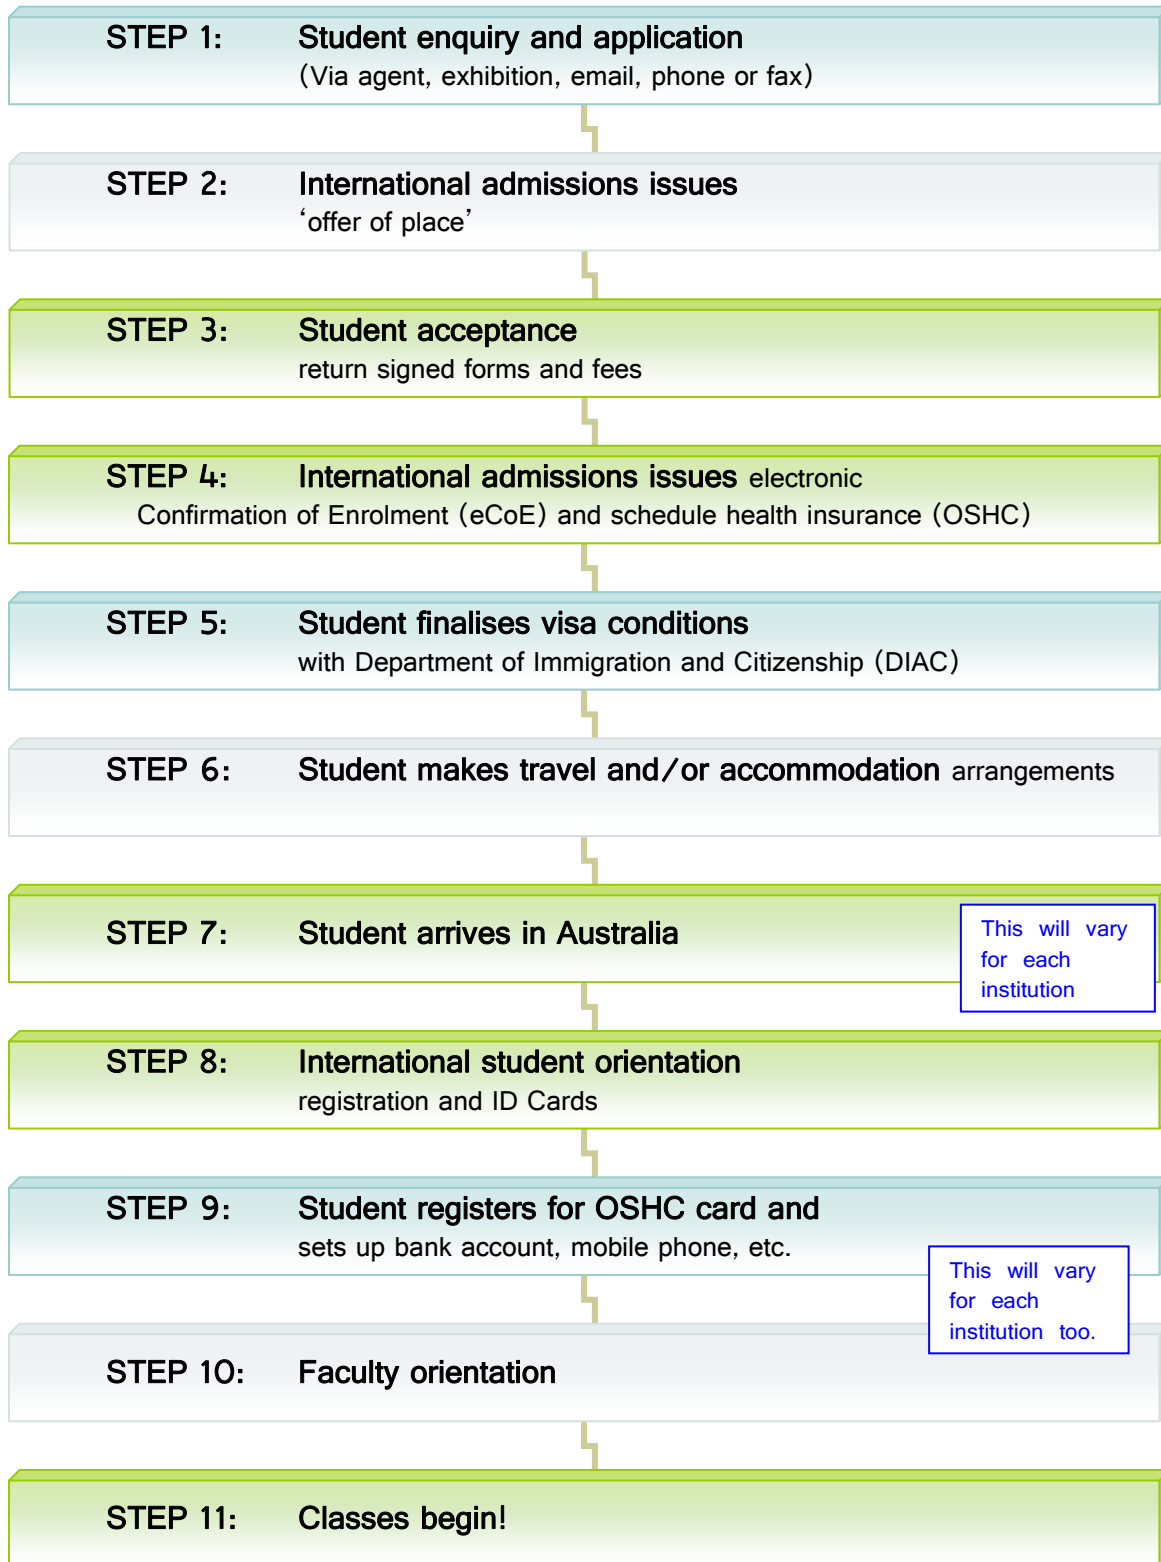 STEP 1: Student enquiry and application
(Via agent, exhibition, email, phone or fax)
STEP 2: International admissions issues
‘offer of place’
STEP 3: Student acceptance
return signed forms and fees
STEP 4: International admissions issues electronic
Confirmation of Enrolment (eCoE) and schedule health insurance (OSHC)
STEP 5: Student finalises visa conditions
with Department of Immigration and Citizenship (DIAC)
STEP 6: Student makes travel and/or accommodation arrangements
STEP 7: Student arrives in Australia
This will vary
for each
institution
STEP 8: International student orientation
registration and ID Cards
STEP 9: Student registers for OSHC card and
sets up bank account, mobile phone, etc.
This will vary
for each
institution too.
STEP 10: Faculty orientation
STEP 11: Classes begin!